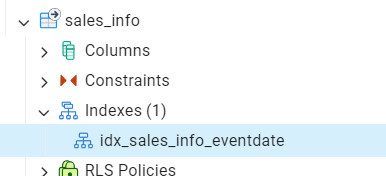 sales_info
Columns
Constraints
Indexes (1)
idx_sales_info_eventdate
RLS Policies